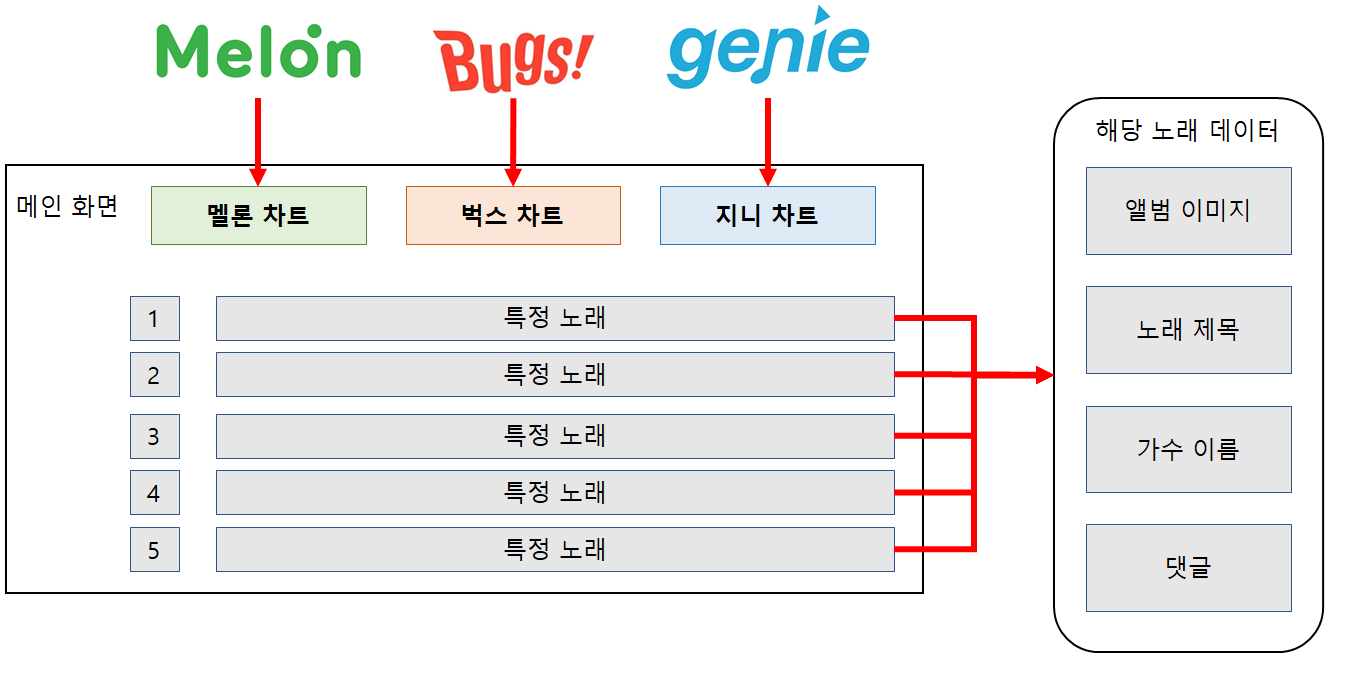 Melon
Bugs!
genie
메인 화면
멜론 차트
벅스 차트
지니 차트
1
특정 노래
2
특정 노래
3
특정 노래
4
특정 노래
5
특정 노래
해당 노래 데이터
앨범 이미지
노래 제목
가수 이름
댓글